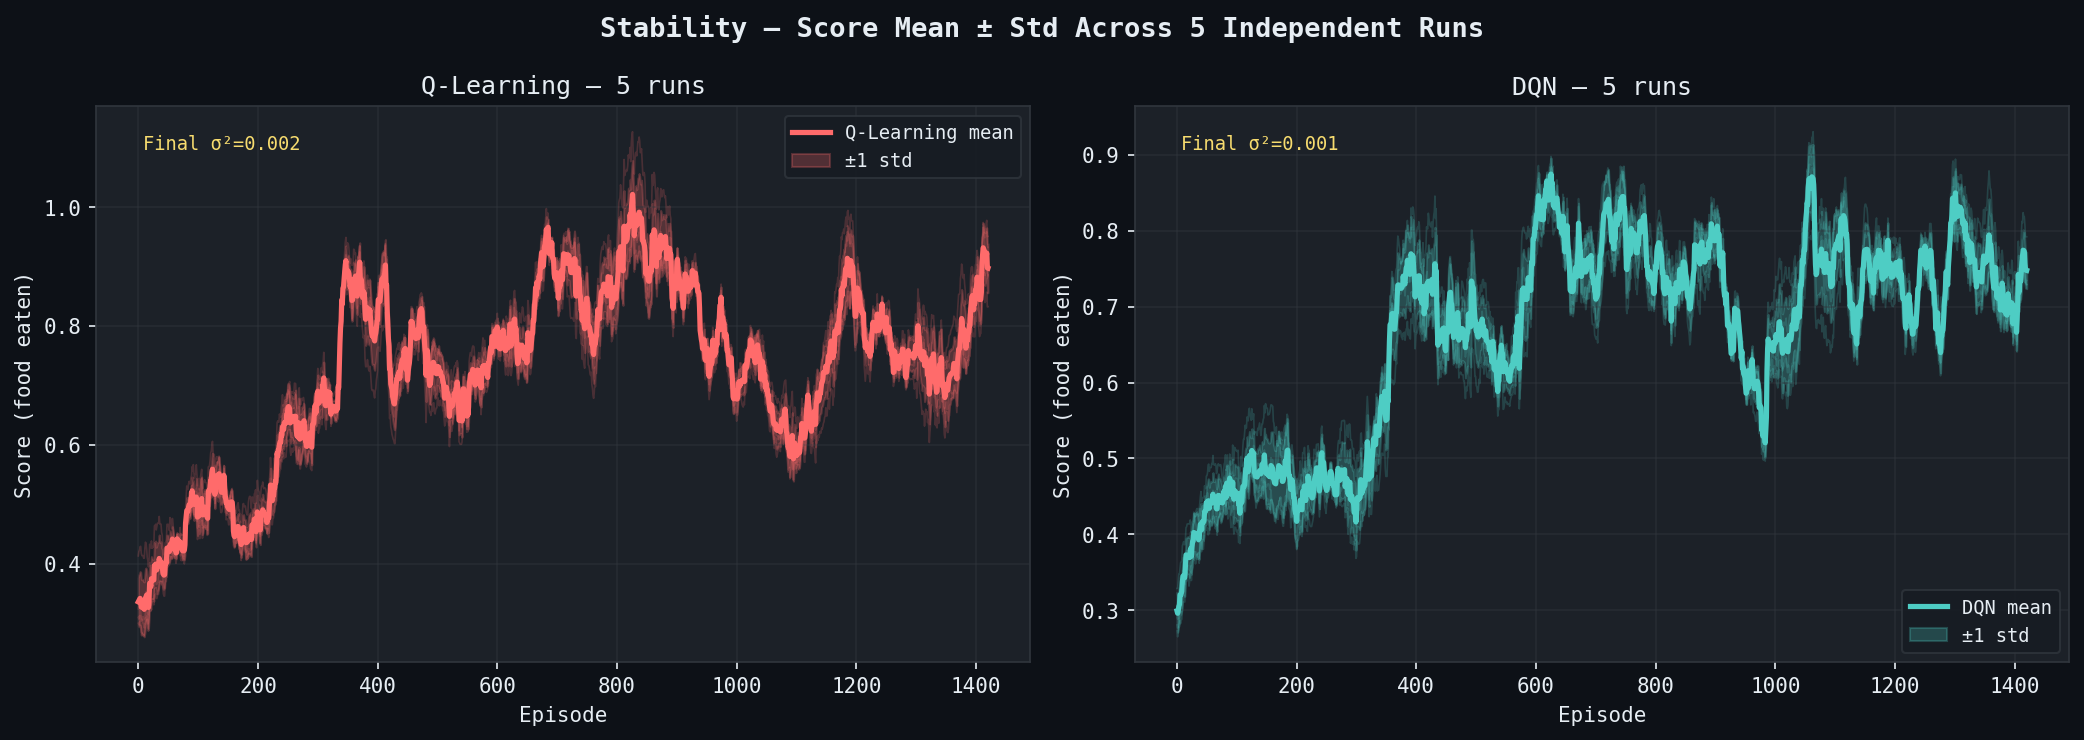 Stability — Score Mean ± Std Across 5 Independent Runs
Q-Learning — 5 runs
Final σ²=0.002
Q-Learning mean
±1 std
Score (food eaten)
1.0
0.8
0.6
0.4
0 200 400 600 800 1000 1200 1400
Episode
DQN — 5 runs
Final σ²=0.001
Score (food eaten)
0.9
0.8
0.7
0.6
0.5
0.4
0.3
DQN mean
±1 std
0 200 400 600 800 1000 1200 1400
Episode